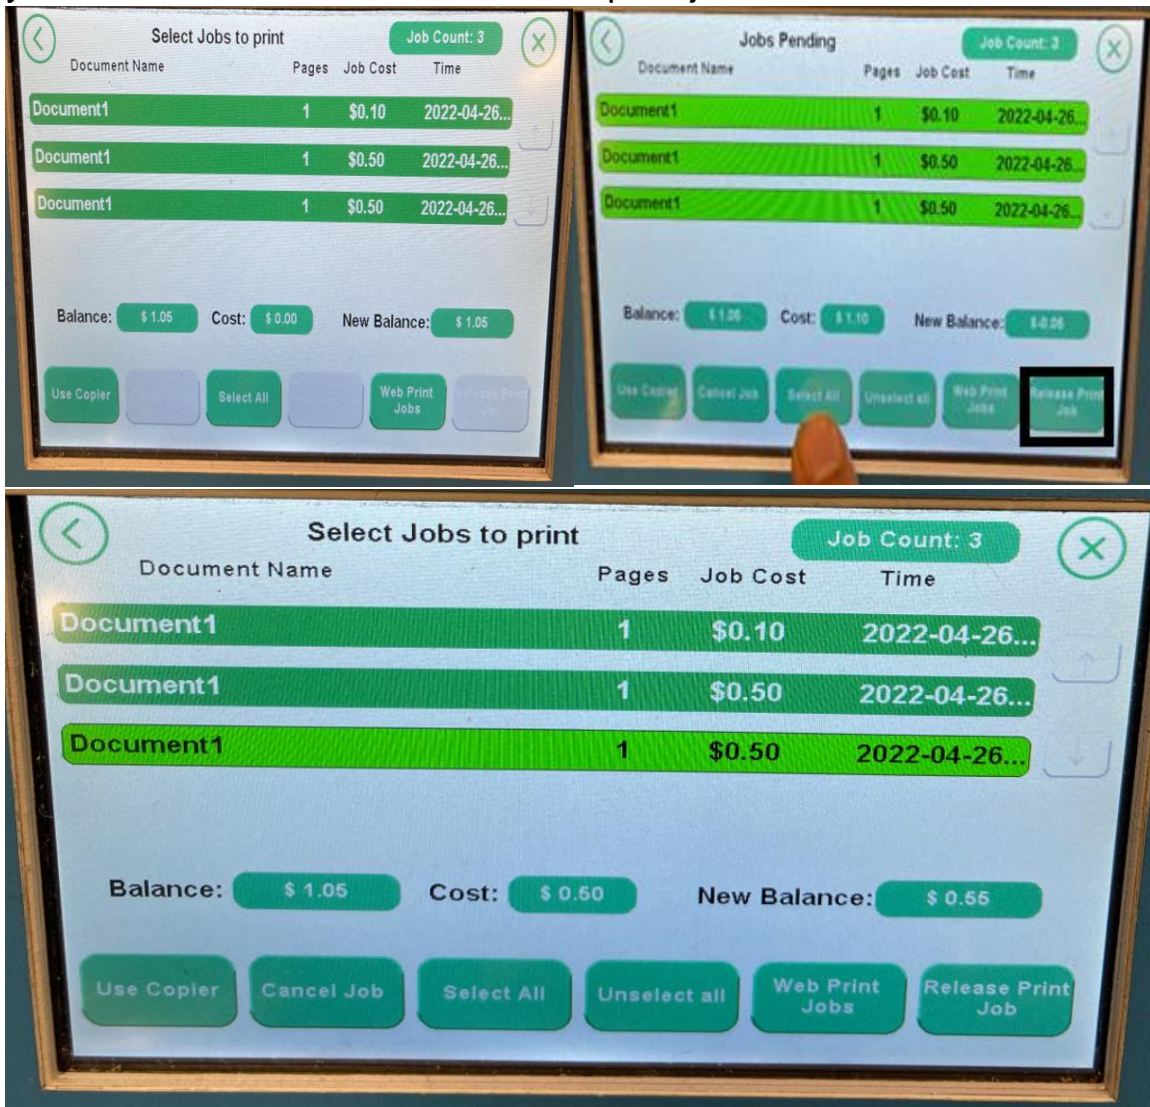 Select Jobs to print Job Count: 3
Document Name Pages Job Cost Time
Document1 1 $0.10 2022-04-26...
Document1 1 $0.50 2022-04-26...
Document1 1 $0.50 2022-04-26...
Balance: $ 1.05 Cost: $ 0.00 New Balance: $ 1.05
Use Copier Select All Web Print
Jobs
Jobs Pending Job Count: 3
Document Name Pages Job Cost Time
Document1 1 $0.10 2022-04-26...
Document1 1 $0.50 2022-04-26...
Document1 1 $0.50 2022-04-26...
Balance: $ 1.05 Cost: $ 1.10 New Balance:
Use Copier Cancel Job Select All Unselect all Web Print Release Print
Jobs Job
Select Jobs to print Job Count: 3
Document Name Pages Job Cost Time
Document1 1 $0.10 2022-04-26...
Document1 1 $0.50 2022-04-26...
Document1 1 $0.50 2022-04-26...
Balance: $ 1.05 Cost: $ 0.50 New Balance: $ 0.55
Use Copier Cancel Job Select All Unselect all Web Print Release Print
Jobs Job